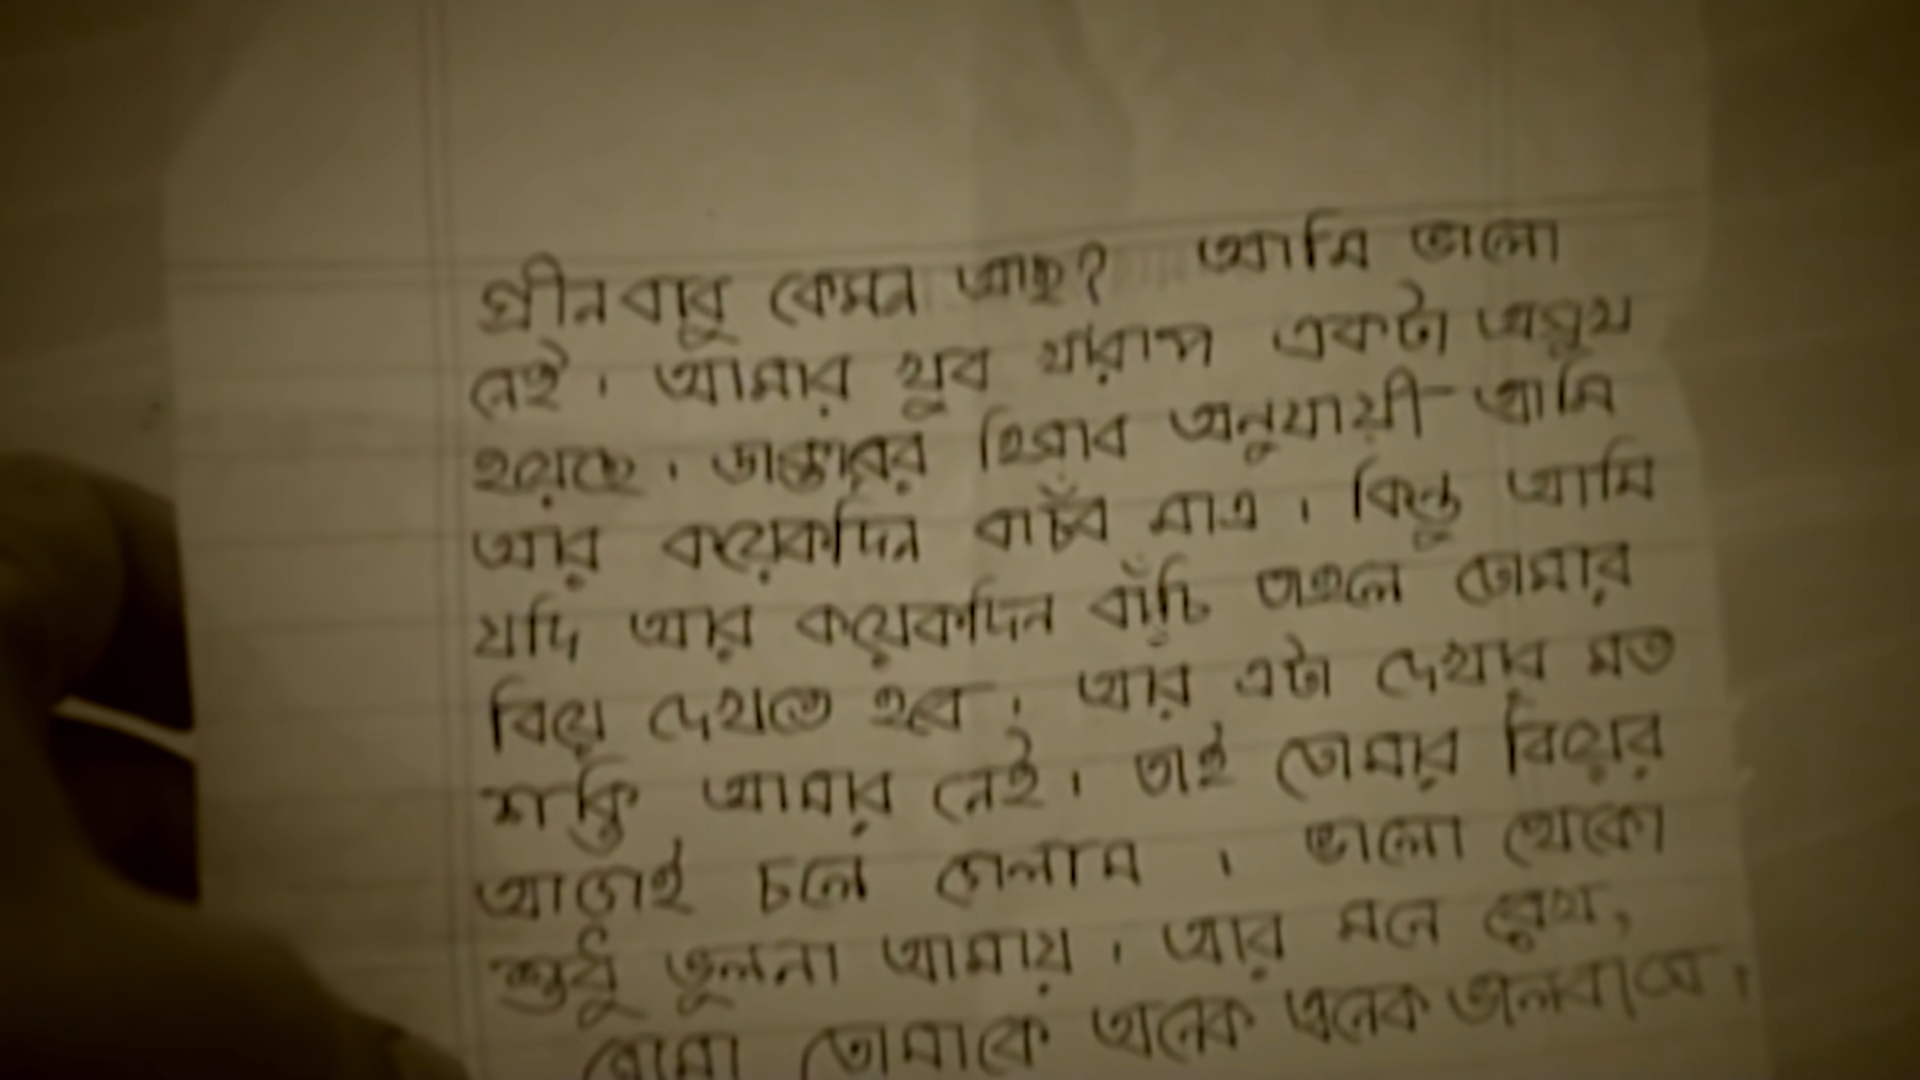 গ্রীনবাবু কেমন আছ? আমি ভালো
নেই। আমার খুব খারাপ একটা অসুখ
হয়েছে। ডাক্তারের হিসাব অনুযায়ী আমি
আর কয়েকদিন বাঁচব মাত্র। কিন্তু আমি
যদি আর কয়েকদিন বাঁচি তাহলে তোমার
বিয়ে দেখতে হবে। আর এটা দেখার মত
শক্তি আমার নেই। তাই তোমার বিয়ের
আগেই চলে গেলাম। ভালো থেকো
শুধু ভুলনা আমায়। আর মনে রেখ,
তোমাকে অনেক অনেক ভালবাসে।